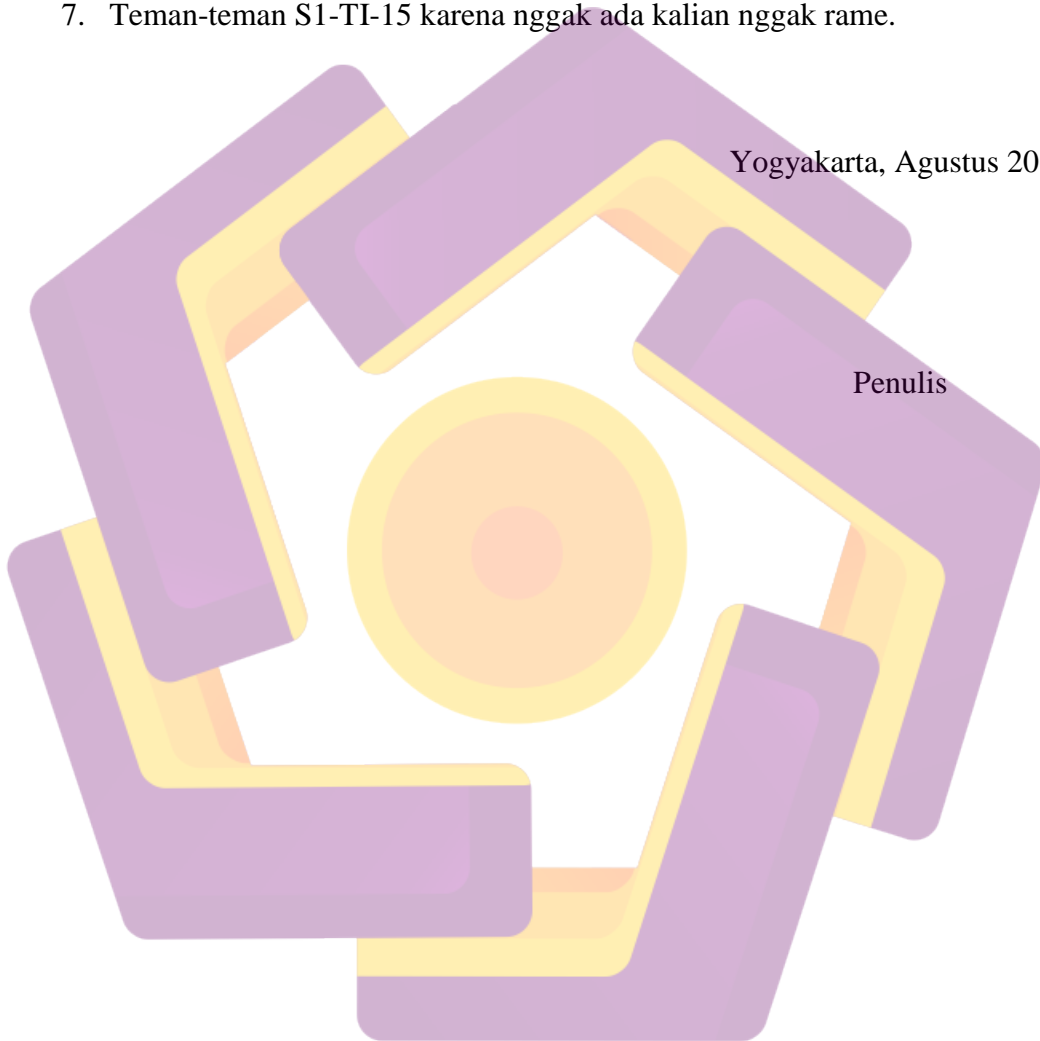 7. Teman-teman S1-TI-15 karena nggak ada kalian nggak rame.
Yogyakarta, Agustus 20
Penulis